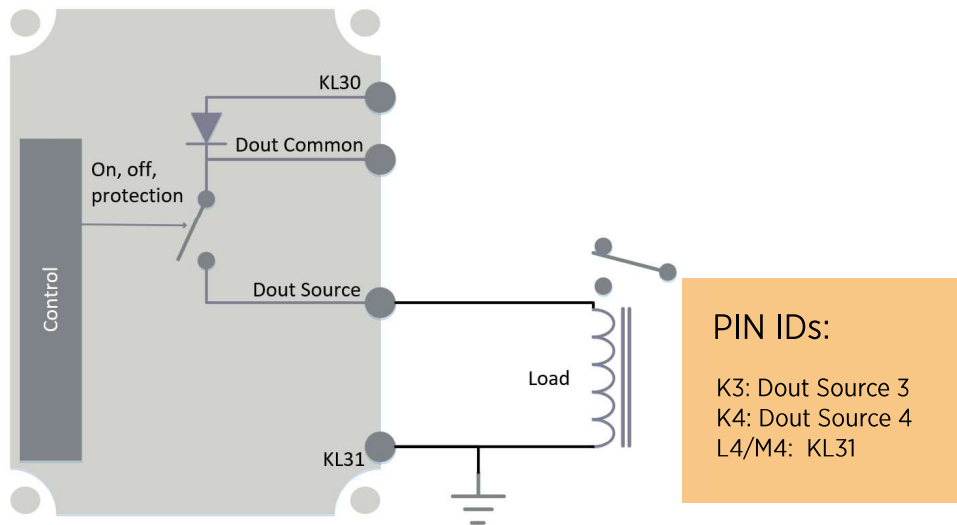 KL30
Dout Common
On, off,
protection
Control
Dout Source
Load
KL31
PIN IDs:
K3: Dout Source 3
K4: Dout Source 4
L4/M4: KL31